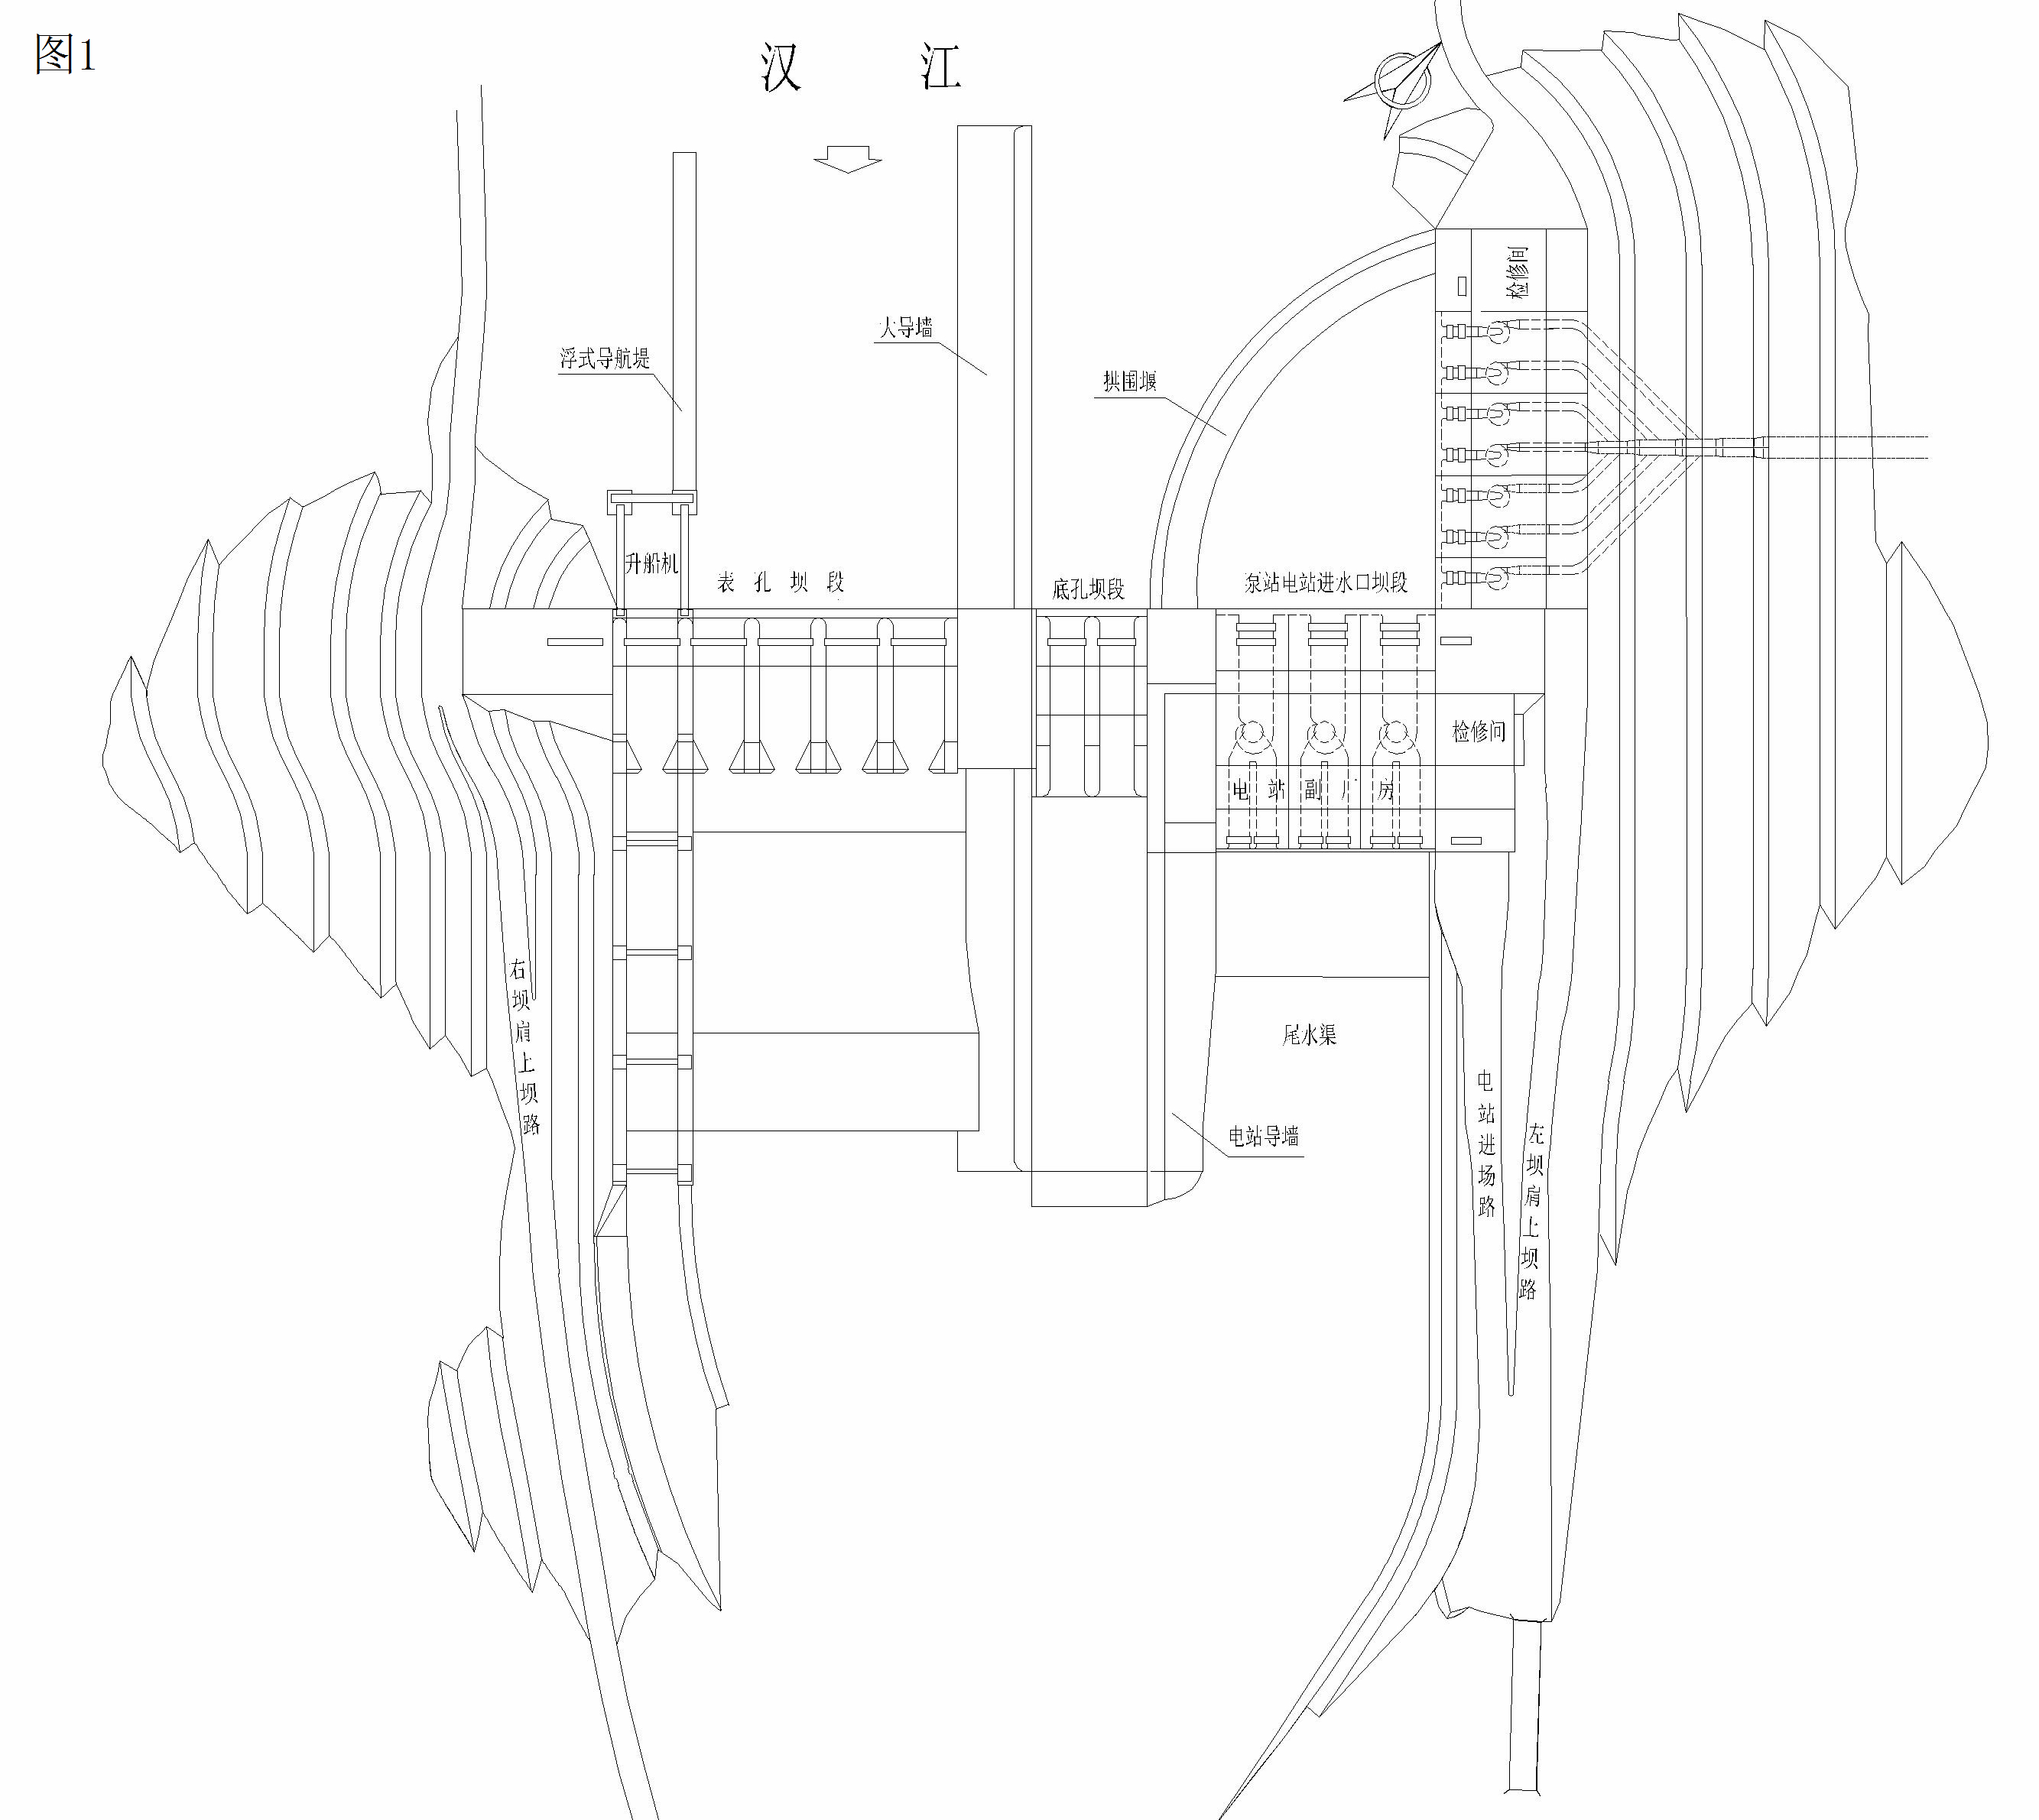 图1
汉 江
检修间
大导墙
浮式导航堤
拱围堰
升船机
表孔坝段
底孔坝段
泵站电站进水口坝段
检修间
电站副厂房
右坝肩上坝路
尾水渠
电站进场路
电站导墙
左坝肩上坝路